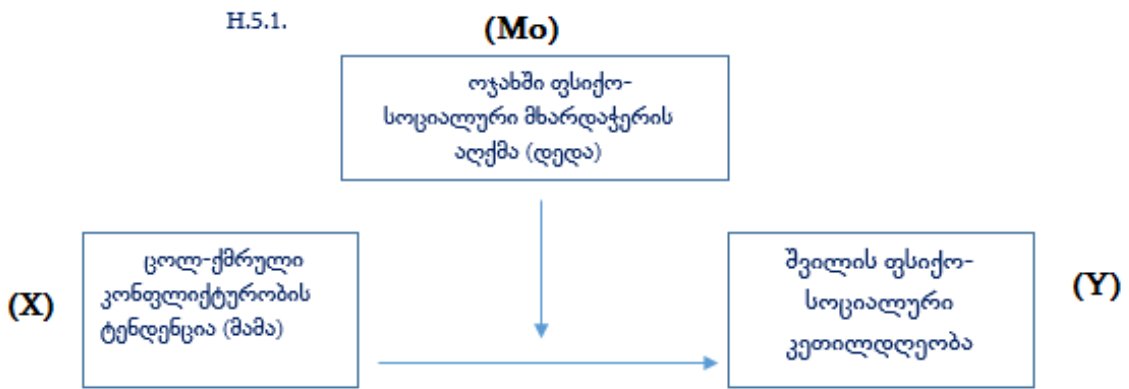 H.5.1.
(Mo)
ოჯახში ფსიქო-
სოციალური მხარდაჭერის
აღქმა (დედა)
(X)
ცოლ-ქმრული
კონფლიქტურობის
ტენდენცია (მამა)
შვილის ფსიქო-
სოციალური
კეთილდღეობა
(Y)